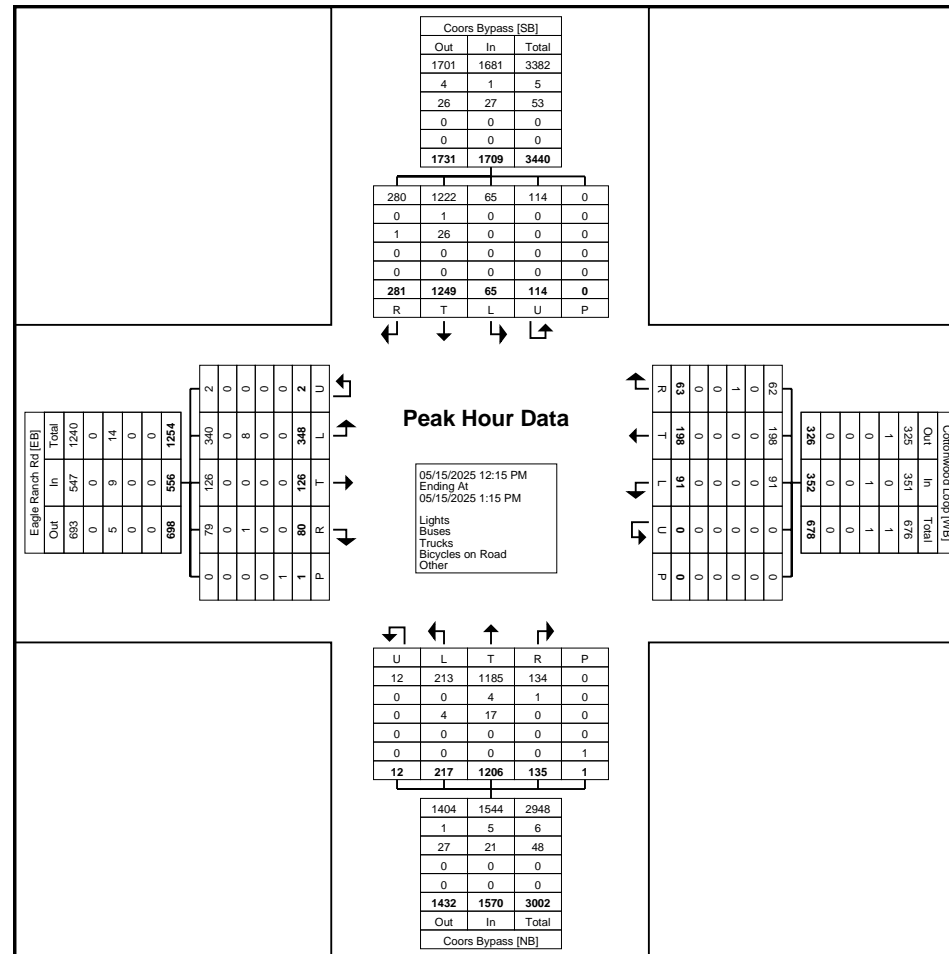 Coors Bypass [SB]
Out In Total
1701 1681 3382
4 1 5
26 27 53
0 0 0
0 0 0
1731 1709 3440
280 1222 65 114 0
0 1 0 0 0
1 26 0 0 0
0 0 0 0 0
0 0 0 0 0
281 1249 65 114 0
R T L U P
Eagle Ranch Rd [EB]
Total In Out
1240 547 693
0 0 0
14 9 5
0 0 0
0 0 0
1254 556 698
2 340 126 79 0
0 0 0 0 0
0 8 0 1 0
0 0 0 0 0
0 0 0 0 1
2 348 126 80 1
U L T R P
Peak Hour Data
05/15/2025 12:15 PM
Ending At
05/15/2025 1:15 PM
Lights
Buses
Trucks
Bicycles on Road
Other
R T L U P
63 198 91 0 0
0 0 0 0 0
0 0 0 0 0
1 0 0 0 0
0 0 0 0 0
62 198 91 0 0
Cottonwood Loop [WB]
Out In Total
325 351 676
1 0 1
0 1 1
0 0 0
0 0 0
326 352 678
U L T R P
12 213 1185 134 0
0 0 4 1 0
0 4 17 0 0
0 0 0 0 0
0 0 0 0 1
12 217 1206 135 1
1404 1544 2948
1 5 6
27 21 48
0 0 0
0 0 0
1432 1570 3002
Out In Total
Coors Bypass [NB]